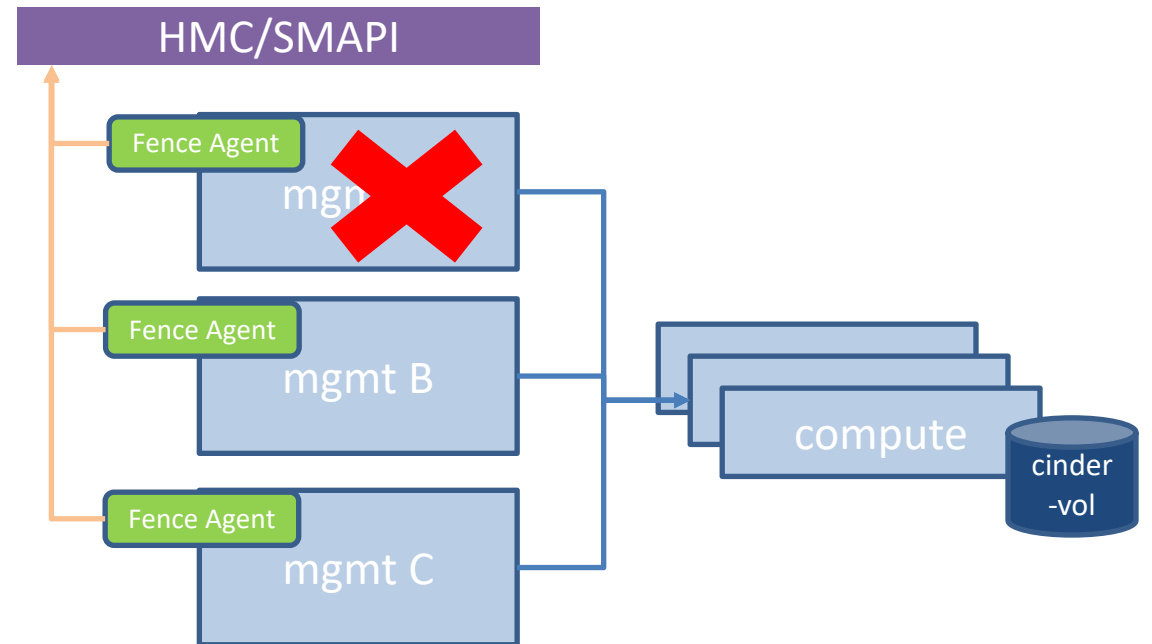 HMC/SMAPI
Fence Agent
Fence Agent
mgmt B
Fence Agent
mgmt C
compute
cinder
-vol